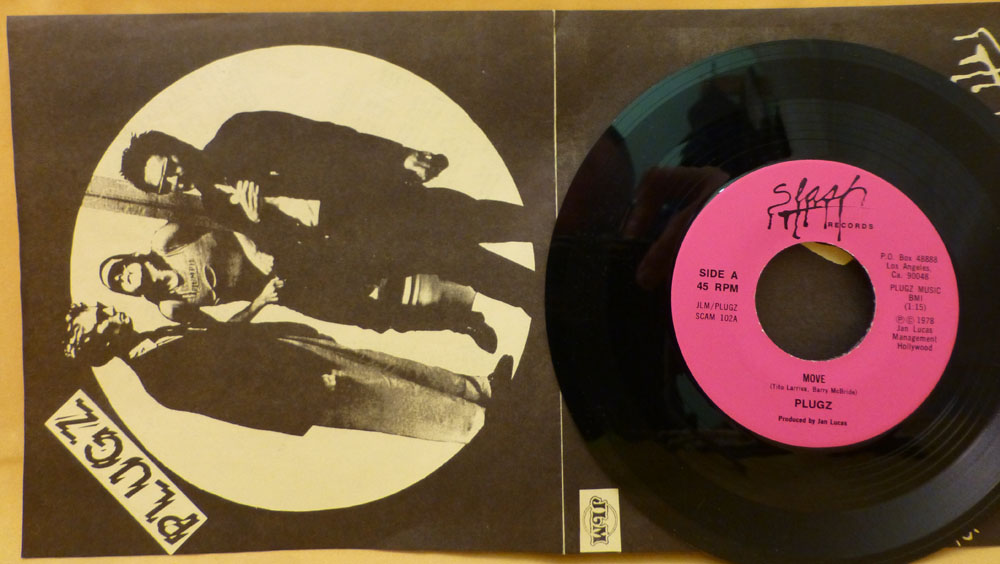 PLUGZ
JLM
Slash
RECORDS
SIDE A
45 RPM
JLM/PLUGZ
SCAM 102A
P.O. Box 48888
Los Angeles,
Ca. 90048
PLUGZ MUSIC
BMI
(1:15)
℗ © 1978
Jan Lucas
Management
Hollywood
MOVE
(Tito Larriva, Barry McBride)
PLUGZ
Produced by Jan Lucas